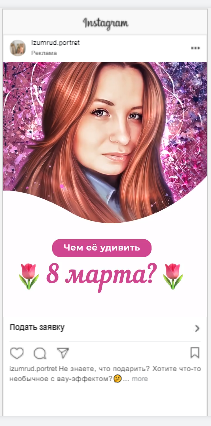 Instagram
izumrud.portret
Реклама
Чем её удивить
🌷 8 марта? 🌷
Подать заявку
izumrud.portret Не знаете, что подарить? Хотите что-то
необычное с вау-эффектом?🤔... more